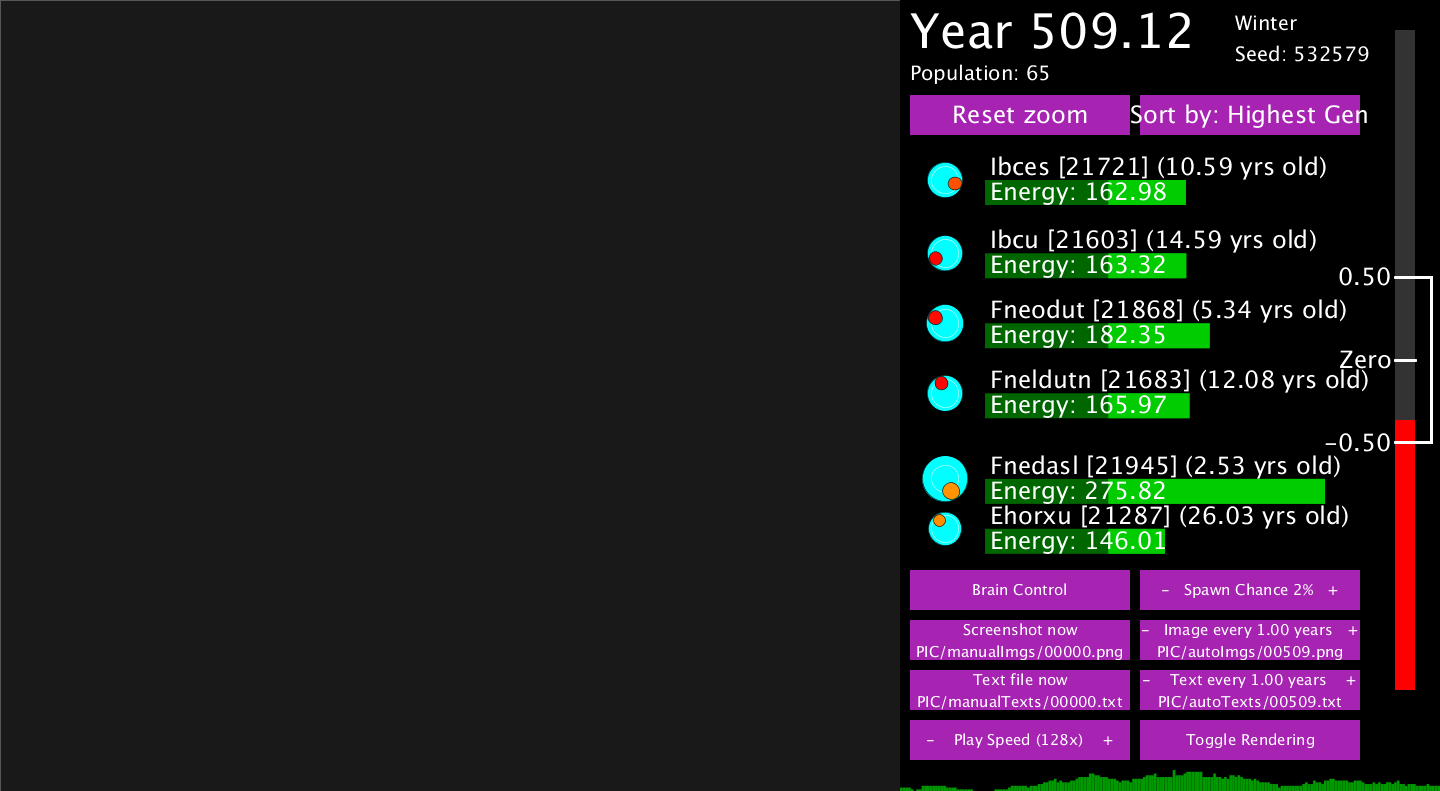 Year 509.12
Winter
Seed: 532579
Population: 65
Reset zoom
Sort by: Highest Gen
Ibces [21721] (10.59 yrs old)
Energy: 162.98
Ibcu [21603] (14.59 yrs old)
Energy: 163.32
0.50
Fneodut [21868] (5.34 yrs old)
Energy: 182.35
Zero
Fneldutn [21683] (12.08 yrs old)
Energy: 165.97
-0.50
Fnedasl [21945] (2.53 yrs old)
Energy: 275.82
Ehorxu [21287] (26.03 yrs old)
Energy: 146.01
Brain Control
- Spawn Chance 2% +
Screenshot now
PIC/manualImgs/00000.png
- Image every 1.00 years +
PIC/autoImgs/00509.png
Text file now
PIC/manualTexts/00000.txt
- Text every 1.00 years +
PIC/autoTexts/00509.txt
- Play Speed (128x) +
Toggle Rendering